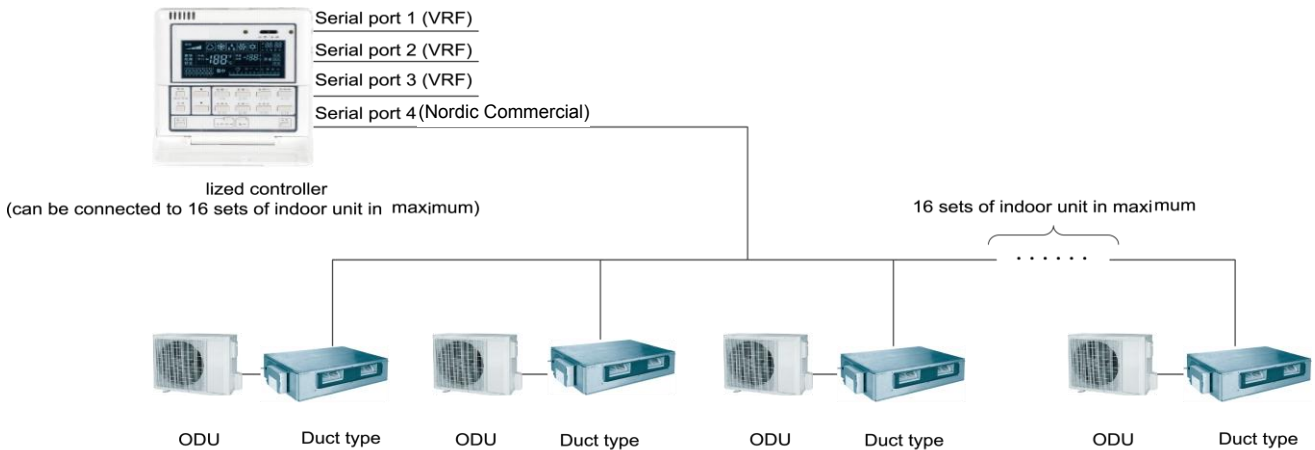 Serial port 1 (VRF)
Serial port 2 (VRF)
Serial port 3 (VRF)
Serial port 4 (Nordic Commercial)
lized controller
(can be connected to 16 sets of indoor unit in maximum)
16 sets of indoor unit in maximum
ODU Duct type ODU Duct type ODU Duct type ODU Duct type